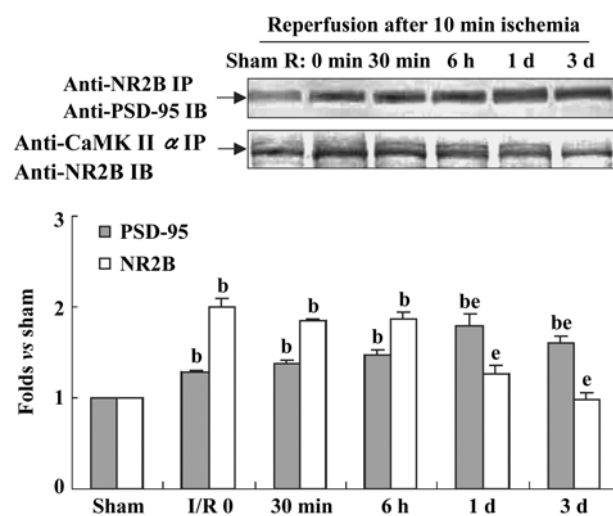 Reperfusion after 10 min ischemia
Sham R: 0 min 30 min 6 h 1 d 3 d
Anti-NR2B IP
Anti-PSD-95 IB
Anti-CaMK II α IP
Anti-NR2B IB
3
PSD-95
NR2B
2
1
0
Folds vs sham
b b b b b b be e be e
Sham I/R 0 30 min 6 h 1 d 3 d